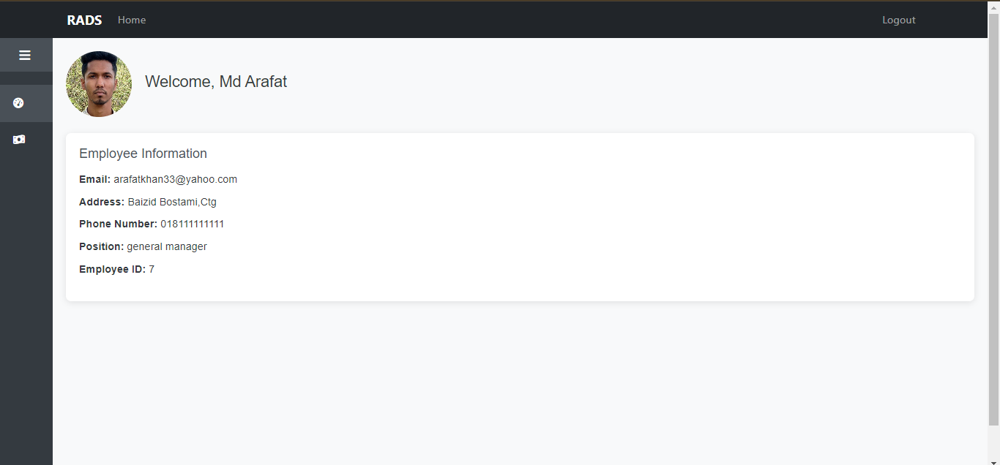 RADS Home Logout
Welcome, Md Arafat
Employee Information
Email: arafatkhan33@yahoo.com
Address: Baizid Bostami,Ctg
Phone Number: 018111111111
Position: general manager
Employee ID: 7